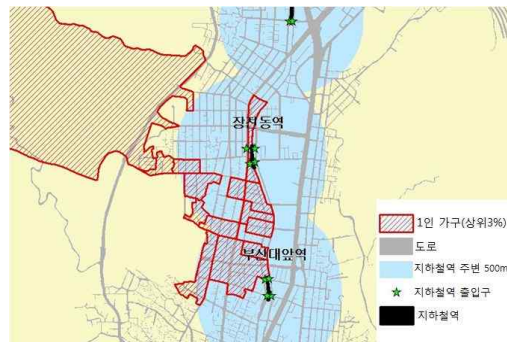 장전동역
부산대앞역
1인 가구(상위3%)
도로
지하철역 주변 500m
지하철역 출입구
지하철역